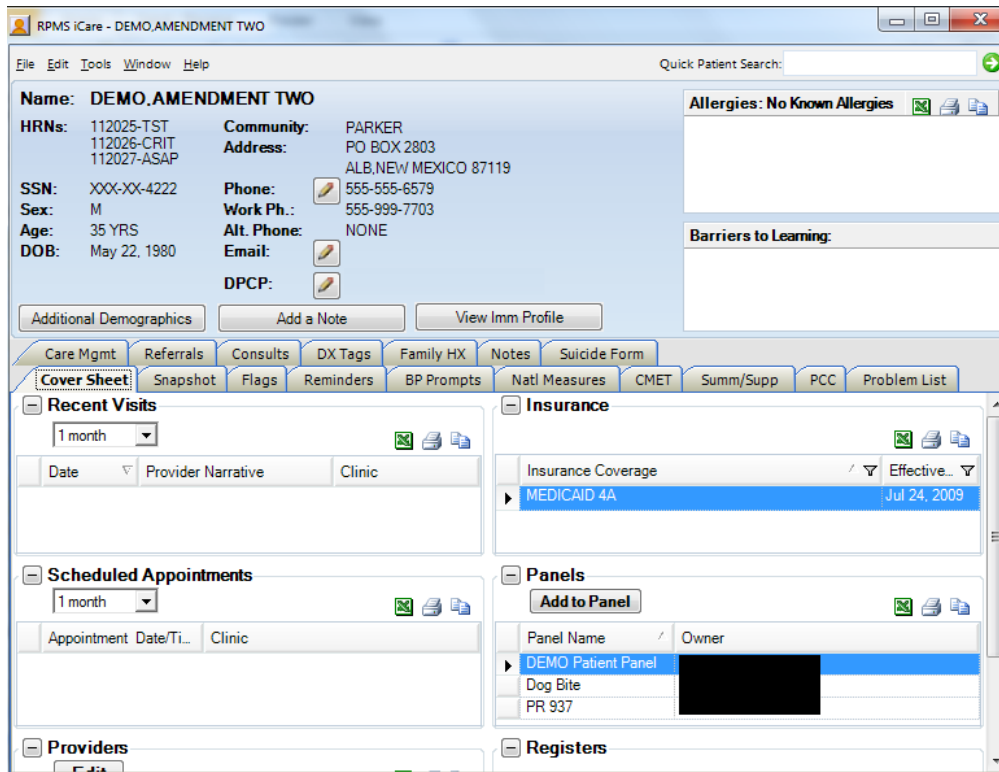 RPMS iCare - DEMO,AMENDMENT TWO
File Edit Tools Window Help
Quick Patient Search:
Name: DEMO,AMENDMENT TWO
HRNs: 112025-TST
112026-CRIT
112027-ASAP
SSN: XXX-XX-4222
Sex: M
Age: 35 YRS
DOB: May 22, 1980
Community: PARKER
Address: PO BOX 2803
ALB,NEW MEXICO 87119
Phone: 555-555-6579
Work Ph.: 555-999-7703
Alt. Phone: NONE
Email:
DPCP:
Allergies: No Known Allergies
Barriers to Learning:
Additional Demographics Add a Note View Imm Profile
Care Mgmt Referrals Consults DX Tags Family HX Notes Suicide Form
Cover Sheet Snapshot Flags Reminders BP Prompts Natl Measures CMET Summ/Supp PCC Problem List
Recent Visits
1 month
Date Provider Narrative Clinic
Insurance
Insurance Coverage Effective...
MEDICAID 4A Jul 24, 2009
Scheduled Appointments
1 month
Appointment Date/Ti... Clinic
Panels
Add to Panel
Panel Name Owner
DEMO Patient Panel
Dog Bite
PR 937
Providers
Edit
Registers